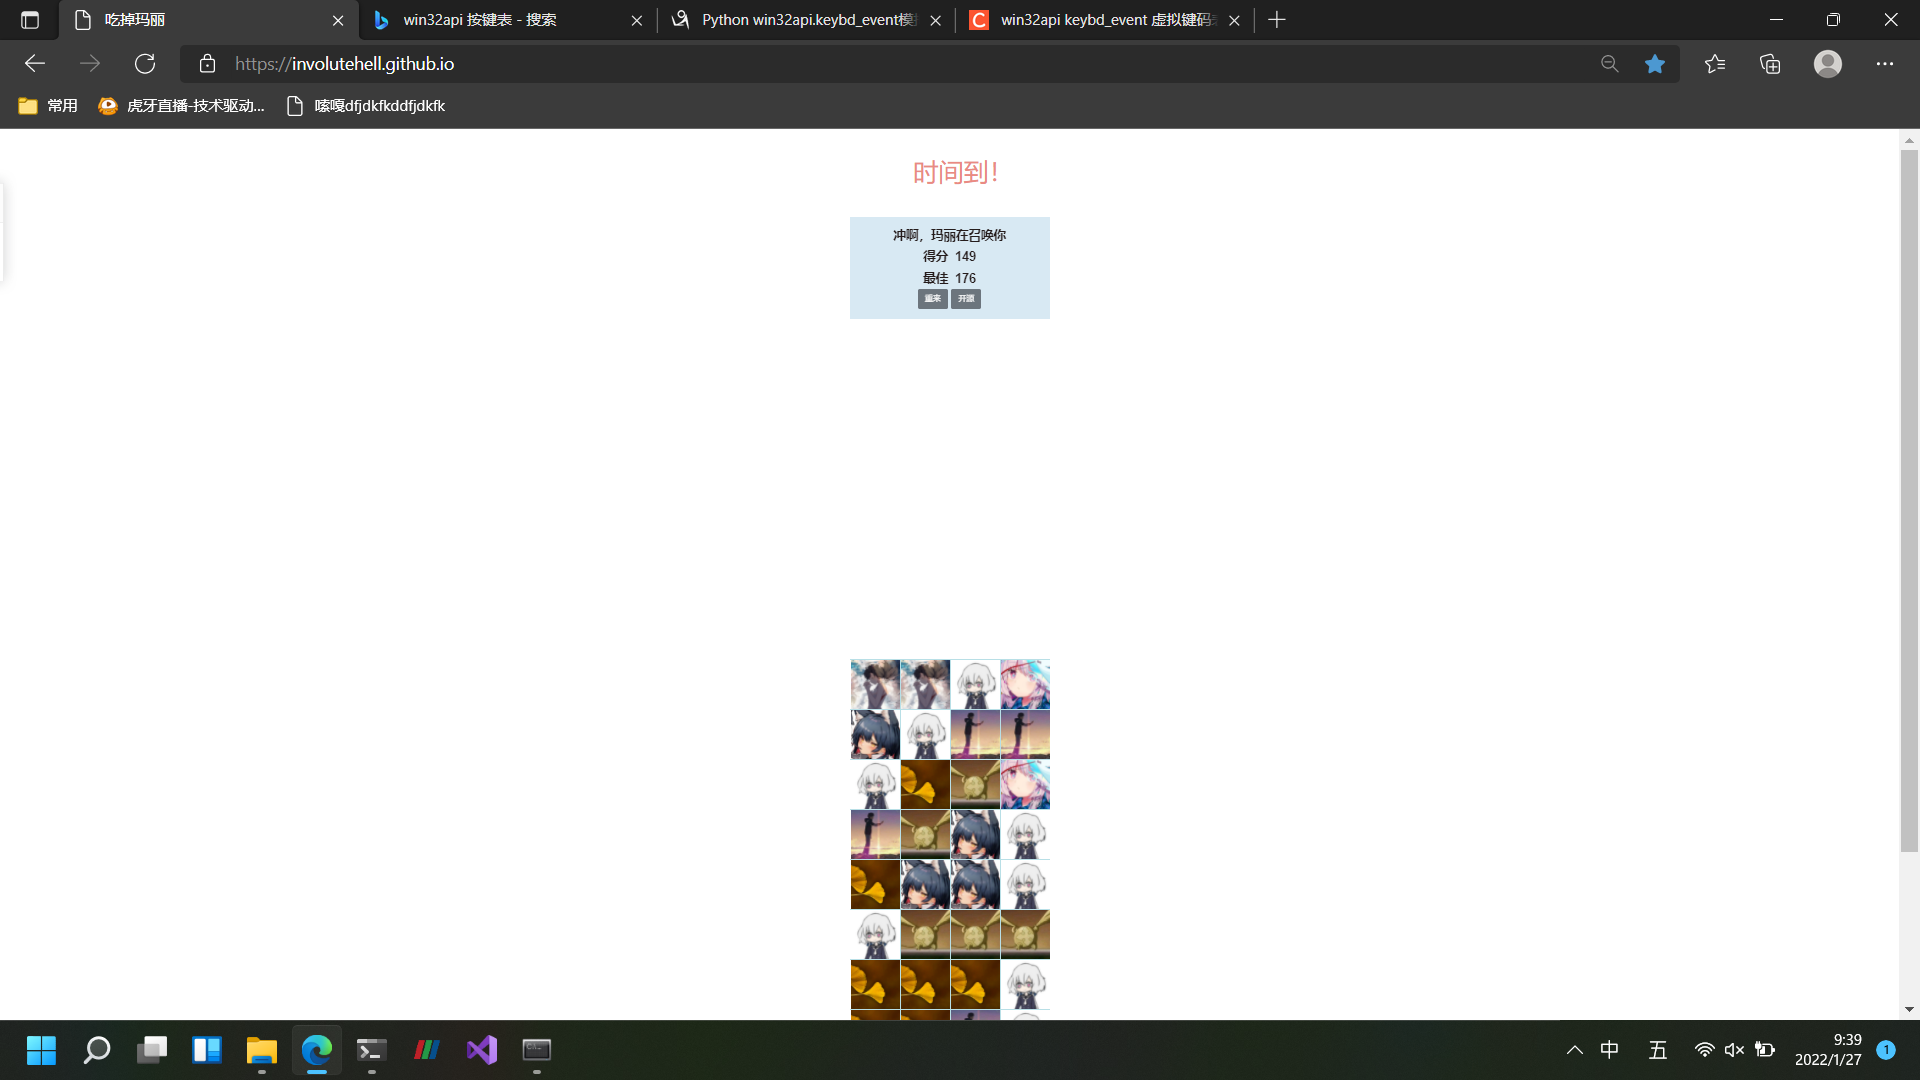 吃掉玛丽
win32api 按键表 - 搜索
Python win32api.keybd_event模
win32api keybd_event 虚拟键码
https://involutehell.github.io
常用
虎牙直播-技术驱动...
嗦嘎dfjdkfkddfjdkfk
时间到！
冲啊，玛丽在召唤你
得分 149
最佳 176
重来 开源
中
五
9:39
2022/1/27
1